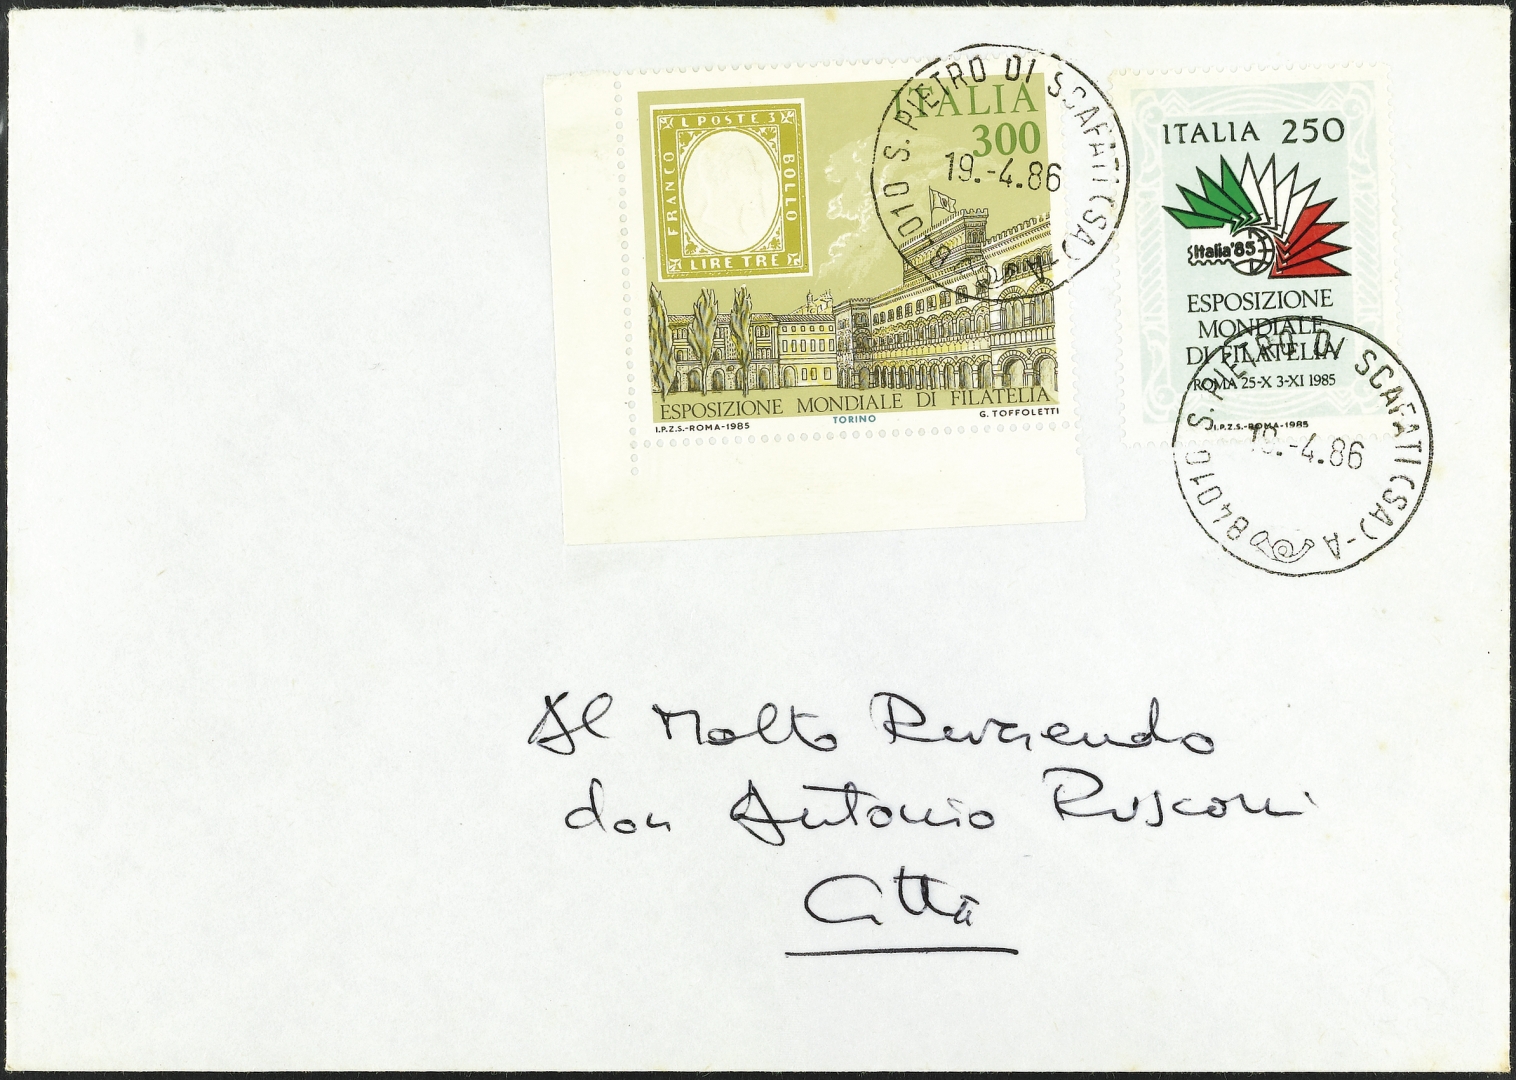 ITALIA
300
L POSTE 3
FRANCO
BOLLO
LIRE TRE
ESPOSIZIONE MONDIALE DI FILATELIA
I.P.Z.S.-ROMA-1985 TORINO G. TOFFOLETTI
84010 S. PIETRO DI SCAFATI (SA)-A
19.-4.86
ITALIA 250
Italia'85
ESPOSIZIONE
MONDIALE
DI FILATELIA
ROMA 25-X 3-XI 1985
I.P.Z.S.-ROMA-1985
84010 S. PIETRO DI SCAFATI (SA)-A
19.-4.86
Al Molto Reverendo
don Antonio Rusconi
Città